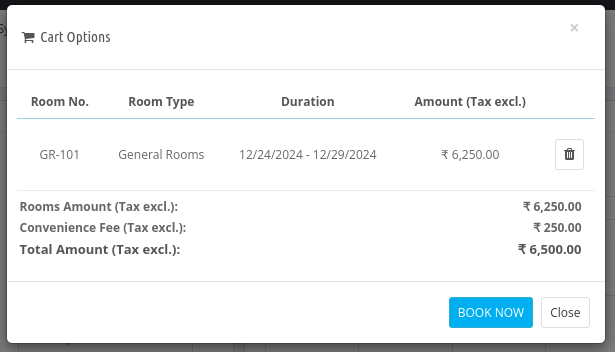 Cart Options
×
Room No. Room Type Duration Amount (Tax excl.)
GR-101 General Rooms 12/24/2024 - 12/29/2024 ₹ 6,250.00
Rooms Amount (Tax excl.): ₹ 6,250.00
Convenience Fee (Tax excl.): ₹ 250.00
Total Amount (Tax excl.): ₹ 6,500.00
BOOK NOW Close